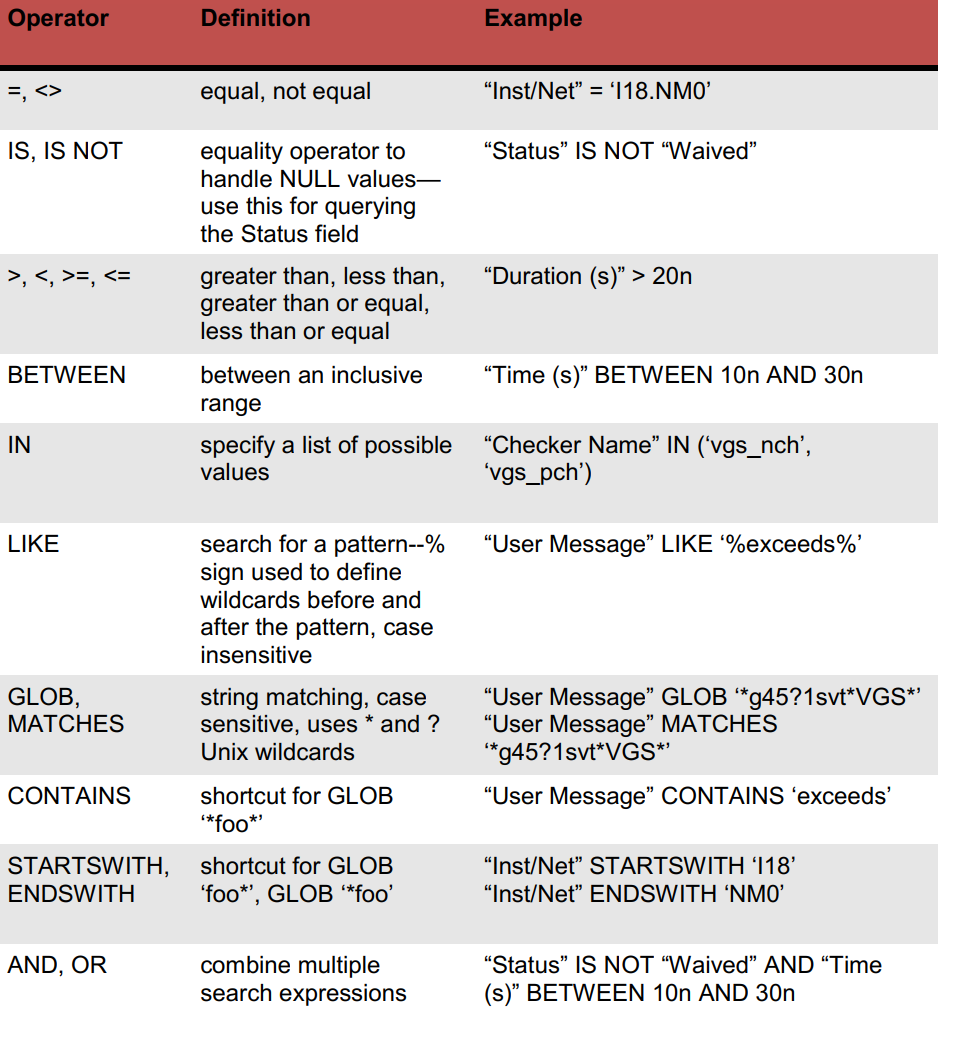 Operator Definition Example
=, <> equal, not equal “Inst/Net” = ‘I18.NM0’
IS, IS NOT equality operator to “Status” IS NOT “Waived”
handle NULL values—
use this for querying
the Status field
>, <, >=, <= greater than, less than, “Duration (s)” > 20n
greater than or equal,
less than or equal
BETWEEN between an inclusive “Time (s)” BETWEEN 10n AND 30n
range
IN specify a list of possible “Checker Name” IN (‘vgs_nch’,
values ‘vgs_pch’)
LIKE search for a pattern--% “User Message” LIKE ‘%exceeds%’
sign used to define
wildcards before and
after the pattern, case
insensitive
GLOB, string matching, case “User Message” GLOB ‘*g45?1svt*VGS*’
MATCHES sensitive, uses * and ? “User Message” MATCHES
Unix wildcards ‘*g45?1svt*VGS*’
CONTAINS shortcut for GLOB “User Message” CONTAINS ‘exceeds’
‘*foo*’
STARTSWITH, shortcut for GLOB “Inst/Net” STARTSWITH ‘I18’
ENDSWITH ‘foo*’, GLOB ‘*foo’ “Inst/Net” ENDSWITH ‘NM0’
AND, OR combine multiple “Status” IS NOT “Waived” AND “Time
search expressions (s)” BETWEEN 10n AND 30n